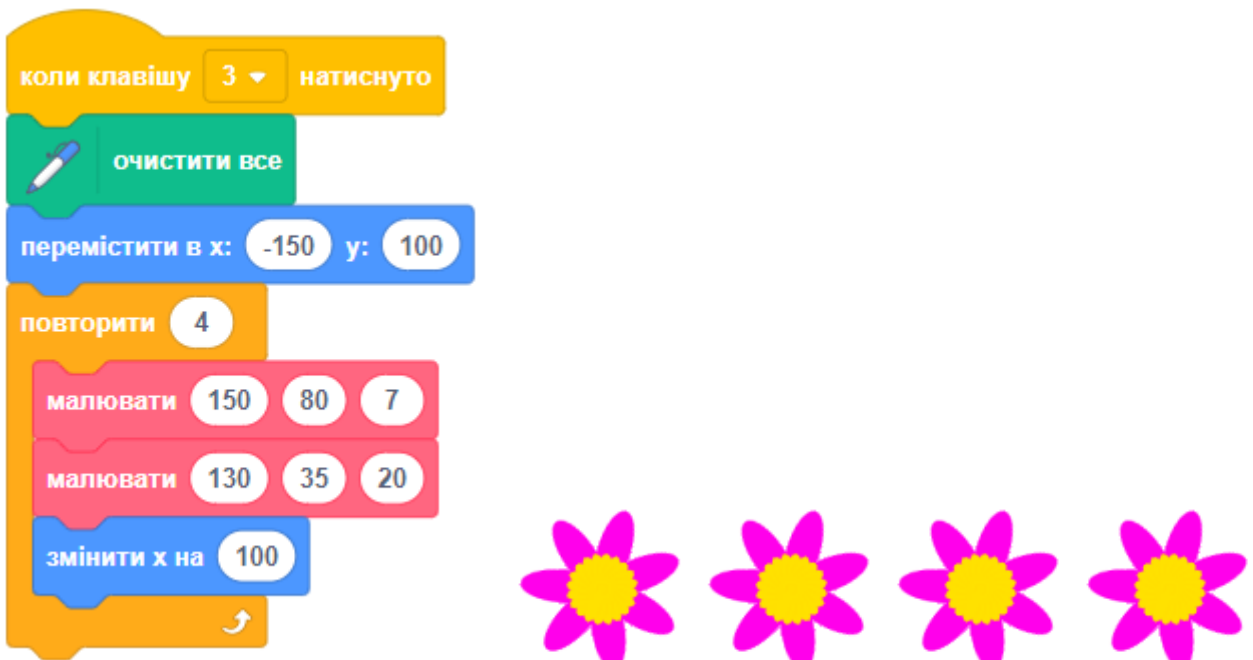 коли клавішу 3 натиснуто
очистити все
перемістити в x: -150 y: 100
повторити 4
малювати 150 80 7
малювати 130 35 20
змінити x на 100